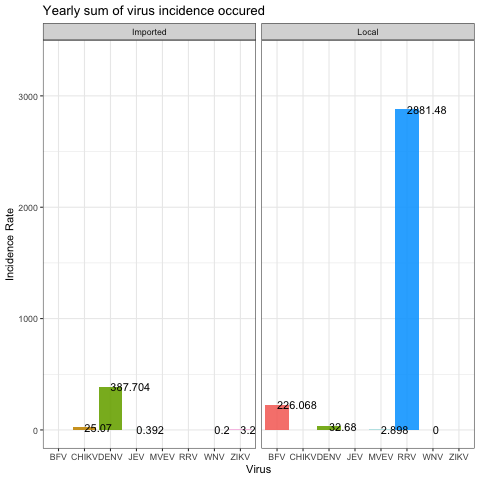 Yearly sum of virus incidence occured
Imported
Local
Incidence Rate
3000
2000
1000
0
387.704
25.07
0.392
0.2
2881.48
226.068
32.68
2.898
0
BFV CHIKV DENV JEV MVEV RRV WNV ZIKV
BFV CHIKV DENV JEV MVEV RRV WNV ZIKV
Virus